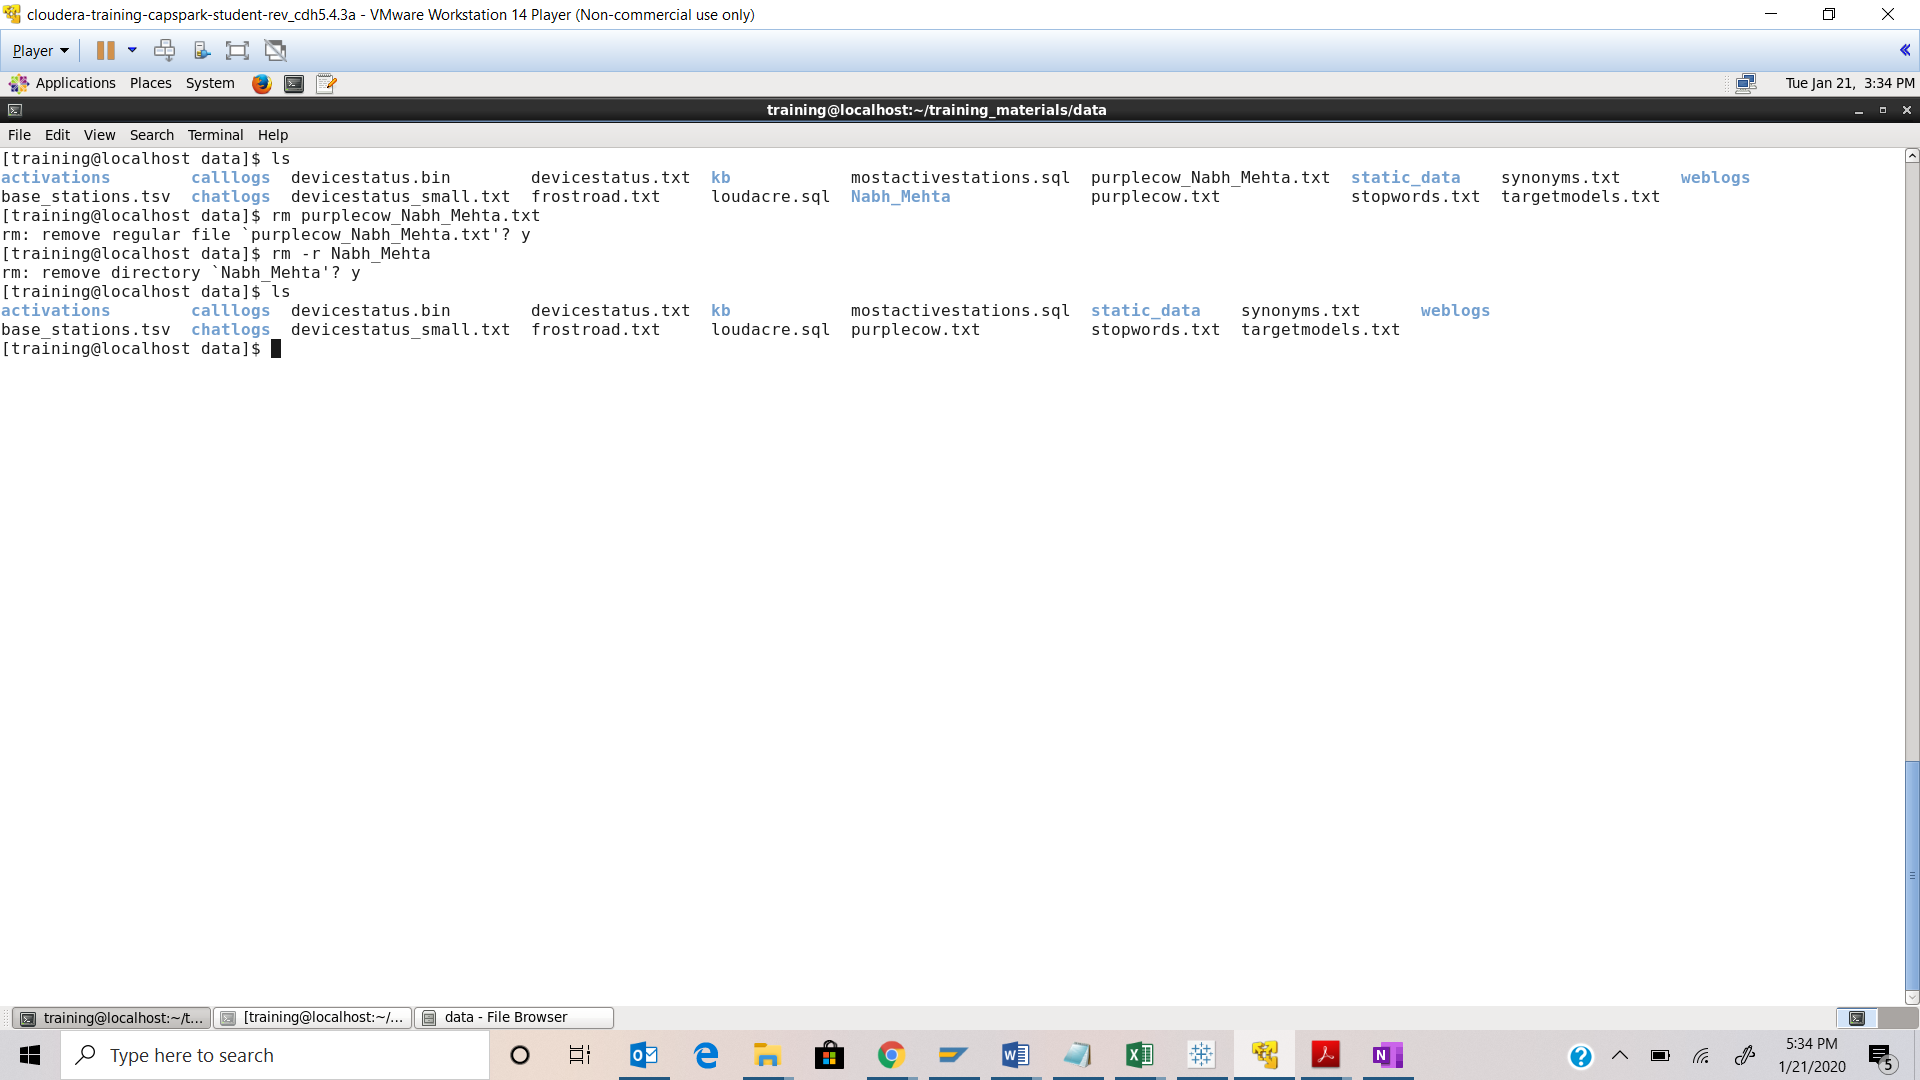 cloudera-training-capspark-student-rev_cdh5.4.3a - VMware Workstation 14 Player (Non-commercial use only)
Player
Applications Places System Tue Jan 21, 3:34 PM
training@localhost:~/training_materials/data
File Edit View Search Terminal Help
[training@localhost data]$ ls
activations calllogs devicestatus.bin devicestatus.txt kb mostactivestations.sql purplecow_Nabh_Mehta.txt static_data synonyms.txt weblogs
base_stations.tsv chatlogs devicestatus_small.txt frostroad.txt loudacre.sql Nabh_Mehta purplecow.txt stopwords.txt targetmodels.txt
[training@localhost data]$ rm purplecow_Nabh_Mehta.txt
rm: remove regular file `purplecow_Nabh_Mehta.txt'? y
[training@localhost data]$ rm -r Nabh_Mehta
rm: remove directory `Nabh_Mehta'? y
[training@localhost data]$ ls
activations calllogs devicestatus.bin devicestatus.txt kb mostactivestations.sql static_data synonyms.txt weblogs
base_stations.tsv chatlogs devicestatus_small.txt frostroad.txt loudacre.sql purplecow.txt stopwords.txt targetmodels.txt
[training@localhost data]$
training@localhost:~/t... [training@localhost:~/... data - File Browser
Type here to search
5:34 PM
1/21/2020
5